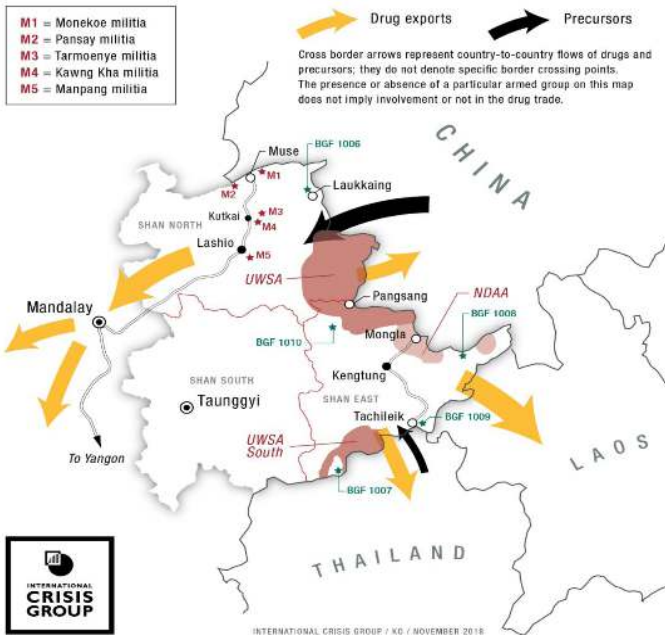 M1 = Monekoe militia
M2 = Pansay militia
M3 = Tarmoenye militia
M4 = Kawng Kha militia
M5 = Manpang militia
Drug exports
Precursors
Cross border arrows represent country-to-country flows of drugs and
precursors; they do not denote specific border crossing points.
The presence or absence of a particular armed group on this map
does not imply involvement or not in the drug trade.
CHINA
BGF 1006
Muse
M1
M2
Laukkaing
SHAN NORTH
Kutkai
M3
M4
Lashio
M5
UWSA
Mandalay
Pangsang
NDAA
BGF 1008
Mongla
BGF 1010
Kengtung
SHAN SOUTH
Taunggyi
SHAN EAST
Tachileik
BGF 1009
UWSA
South
To Yangon
BGF 1007
LAOS
THAILAND
INTERNATIONAL
CRISIS
GROUP
INTERNATIONAL CRISIS GROUP / KO / NOVEMBER 2018